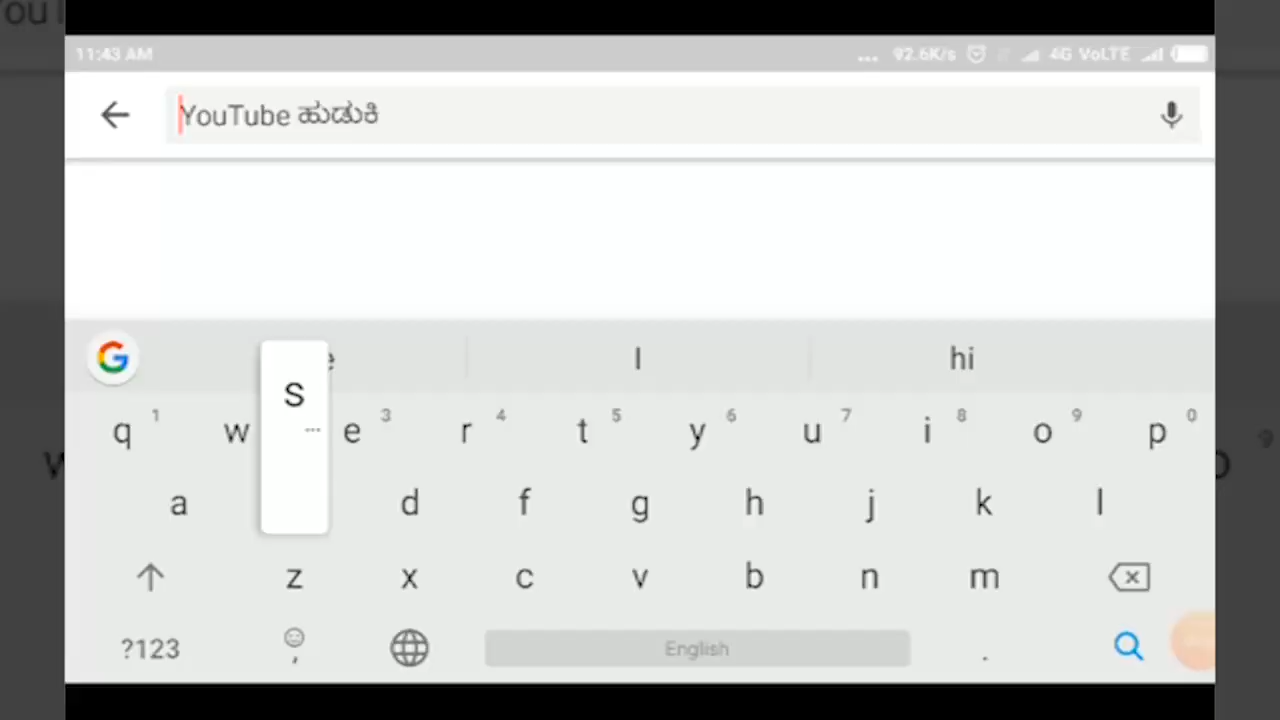 11:43 AM
... 92.6K/s 4G VoLTE
YouTube ಹುಡುಕಿ
I hi
q 1 w e 3 r 4 t 5 y 6 u 7 i 8 o 9 p 0
S ...
a d f g h j k l
z x c v b n m
?123 , English .